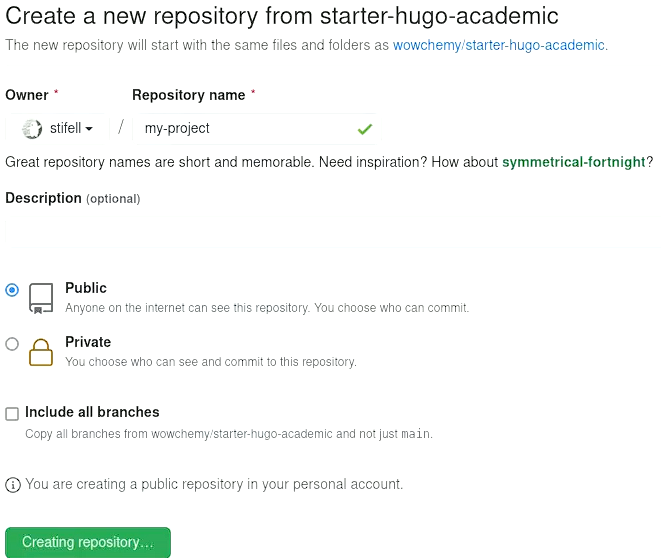 Create a new repository from starter-hugo-academic
The new repository will start with the same files and folders as wowchemy/starter-hugo-academic.
Owner * Repository name *
stifell / my-project
Great repository names are short and memorable. Need inspiration? How about symmetrical-fortnight?
Description (optional)
Public
Anyone on the internet can see this repository. You choose who can commit.
Private
You choose who can see and commit to this repository.
Include all branches
Copy all branches from wowchemy/starter-hugo-academic and not just main.
You are creating a public repository in your personal account.
Creating repository...